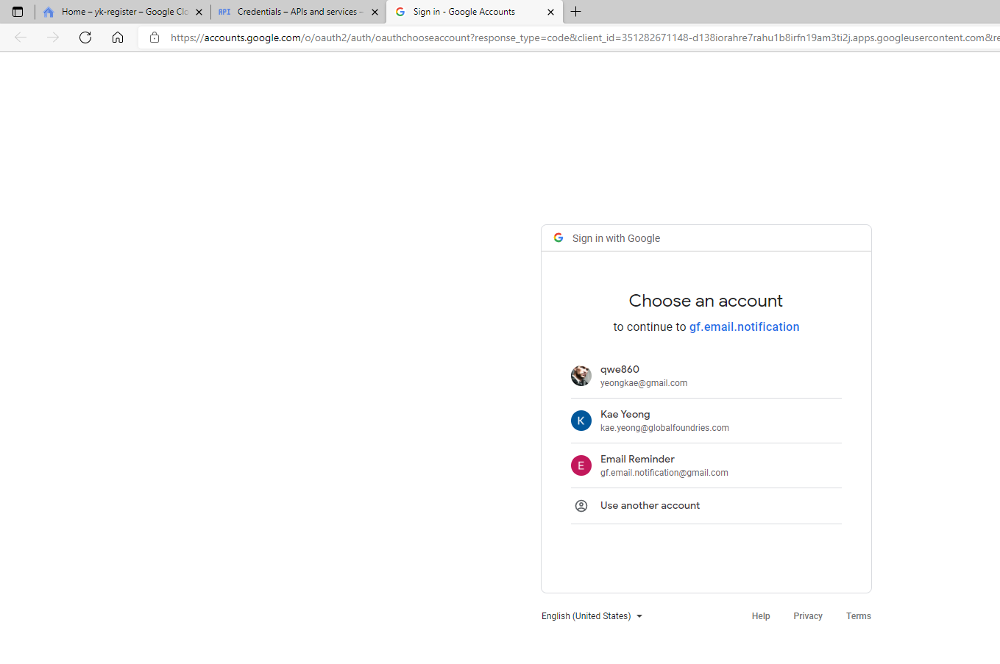 Home – yk-register – Google Clo
API Credentials – APIs and services –
Sign in - Google Accounts
https://accounts.google.com/o/oauth2/auth/oauthchooseaccount?response_type=code&client_id=351282671148-d138iorahre7rahu1b8irfn19am3ti2j.apps.googleusercontent.com&re
Sign in with Google
Choose an account
to continue to gf.email.notification
qwe860
yeongkae@gmail.com
K
Kae Yeong
kae.yeong@globalfoundries.com
E
Email Reminder
gf.email.notification@gmail.com
Use another account
English (United States)
Help
Privacy
Terms